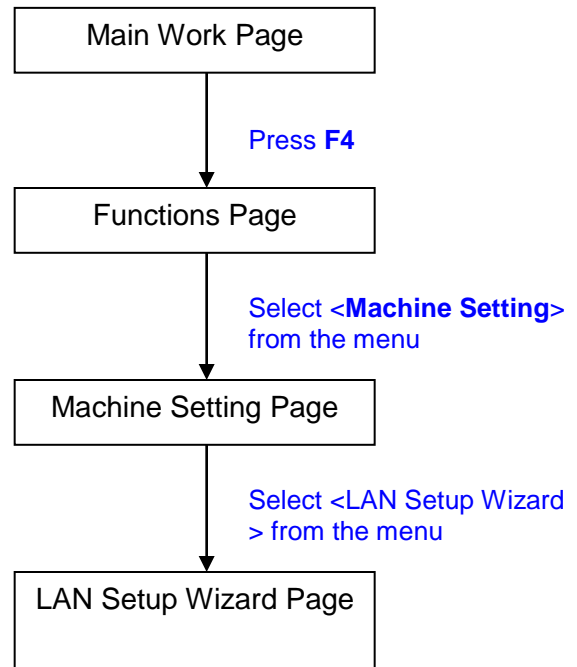 Main Work Page
Press F4
Functions Page
Select <Machine Setting>
from the menu
Machine Setting Page
Select <LAN Setup Wizard
> from the menu
LAN Setup Wizard Page